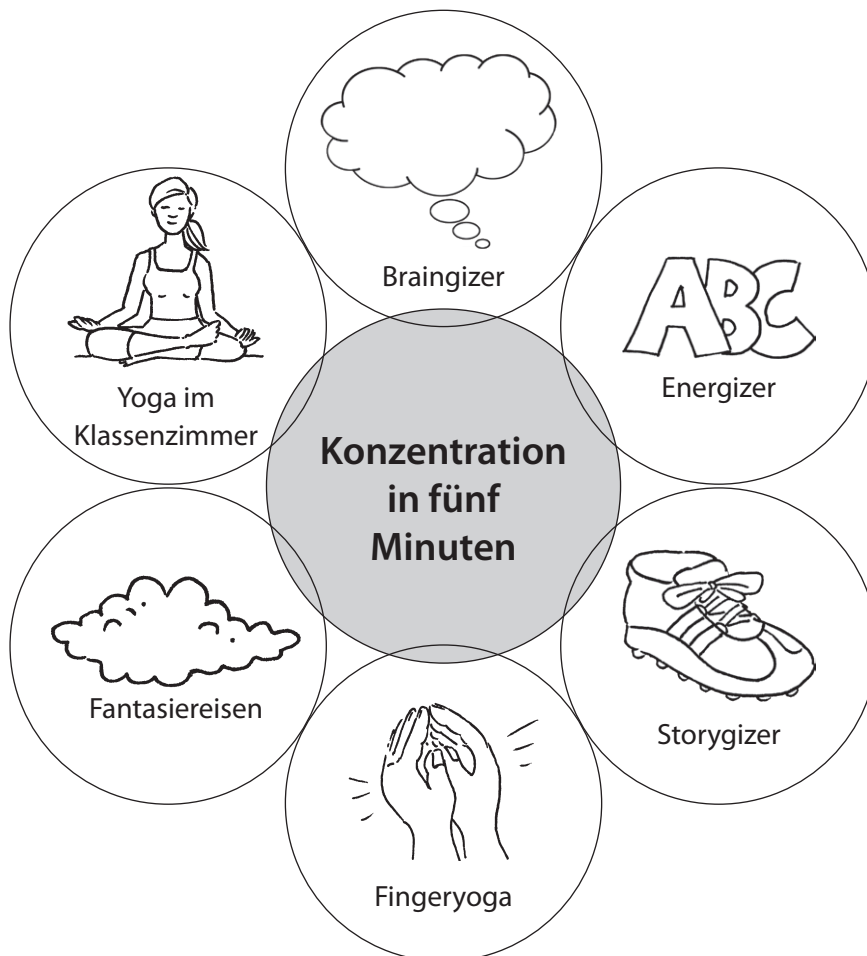 Braingizer
ABC
Energizer
Yoga im
Klassenzimmer
Konzentration
in fünf
Minuten
Fantasiereisen
Storygizer
Fingeryoga